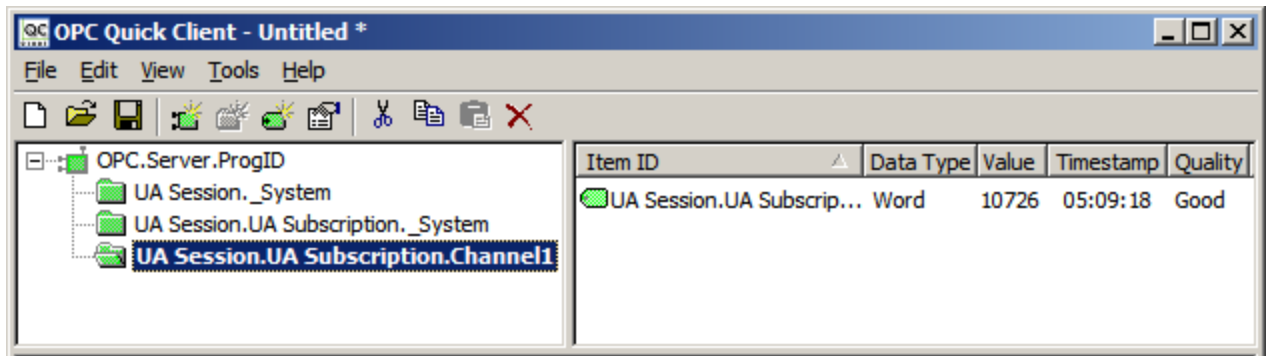 OPC Quick Client - Untitled *
File Edit View Tools Help
OPC.Server.ProgID
UA Session._System
UA Session.UA Subscription._System
UA Session.UA Subscription.Channel1
Item ID Data Type Value Timestamp Quality
UA Session.UA Subscrip... Word 10726 05:09:18 Good